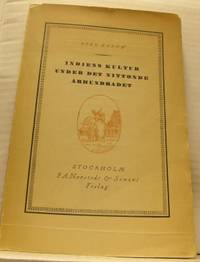 STEN KONOW
INDIENS KULTUR
UNDER DET NITTONDE
ÅRHUNDRADET
STOCKHOLM
P. A. Norstedt & Söners
Förlag